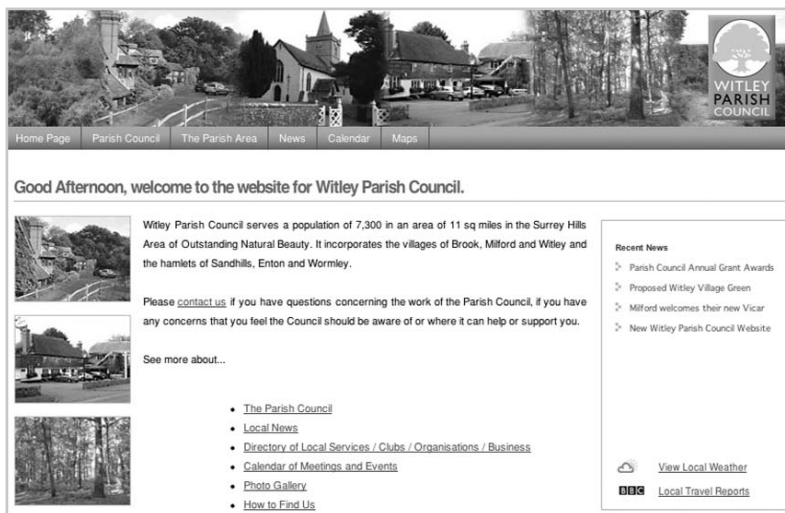 WITLEY
PARISH
COUNCIL
Home Page Parish Council The Parish Area News Calendar Maps
Good Afternoon, welcome to the website for Witley Parish Council.
Witley Parish Council serves a population of 7,300 in an area of 11 sq miles in the Surrey Hills
Area of Outstanding Natural Beauty. It incorporates the villages of Brook, Milford and Witley and
the hamlets of Sandhills, Enton and Wormley.
Please contact us if you have questions concerning the work of the Parish Council, if you have
any concerns that you feel the Council should be aware of or where it can help or support you.
See more about...
The Parish Council
Local News
Directory of Local Services / Clubs / Organisations / Business
Calendar of Meetings and Events
Photo Gallery
How to Find Us
Recent News
Parish Council Annual Grant Awards
Proposed Witley Village Green
Milford welcomes their new Vicar
New Witley Parish Council Website
View Local Weather
BBC Local Travel Reports